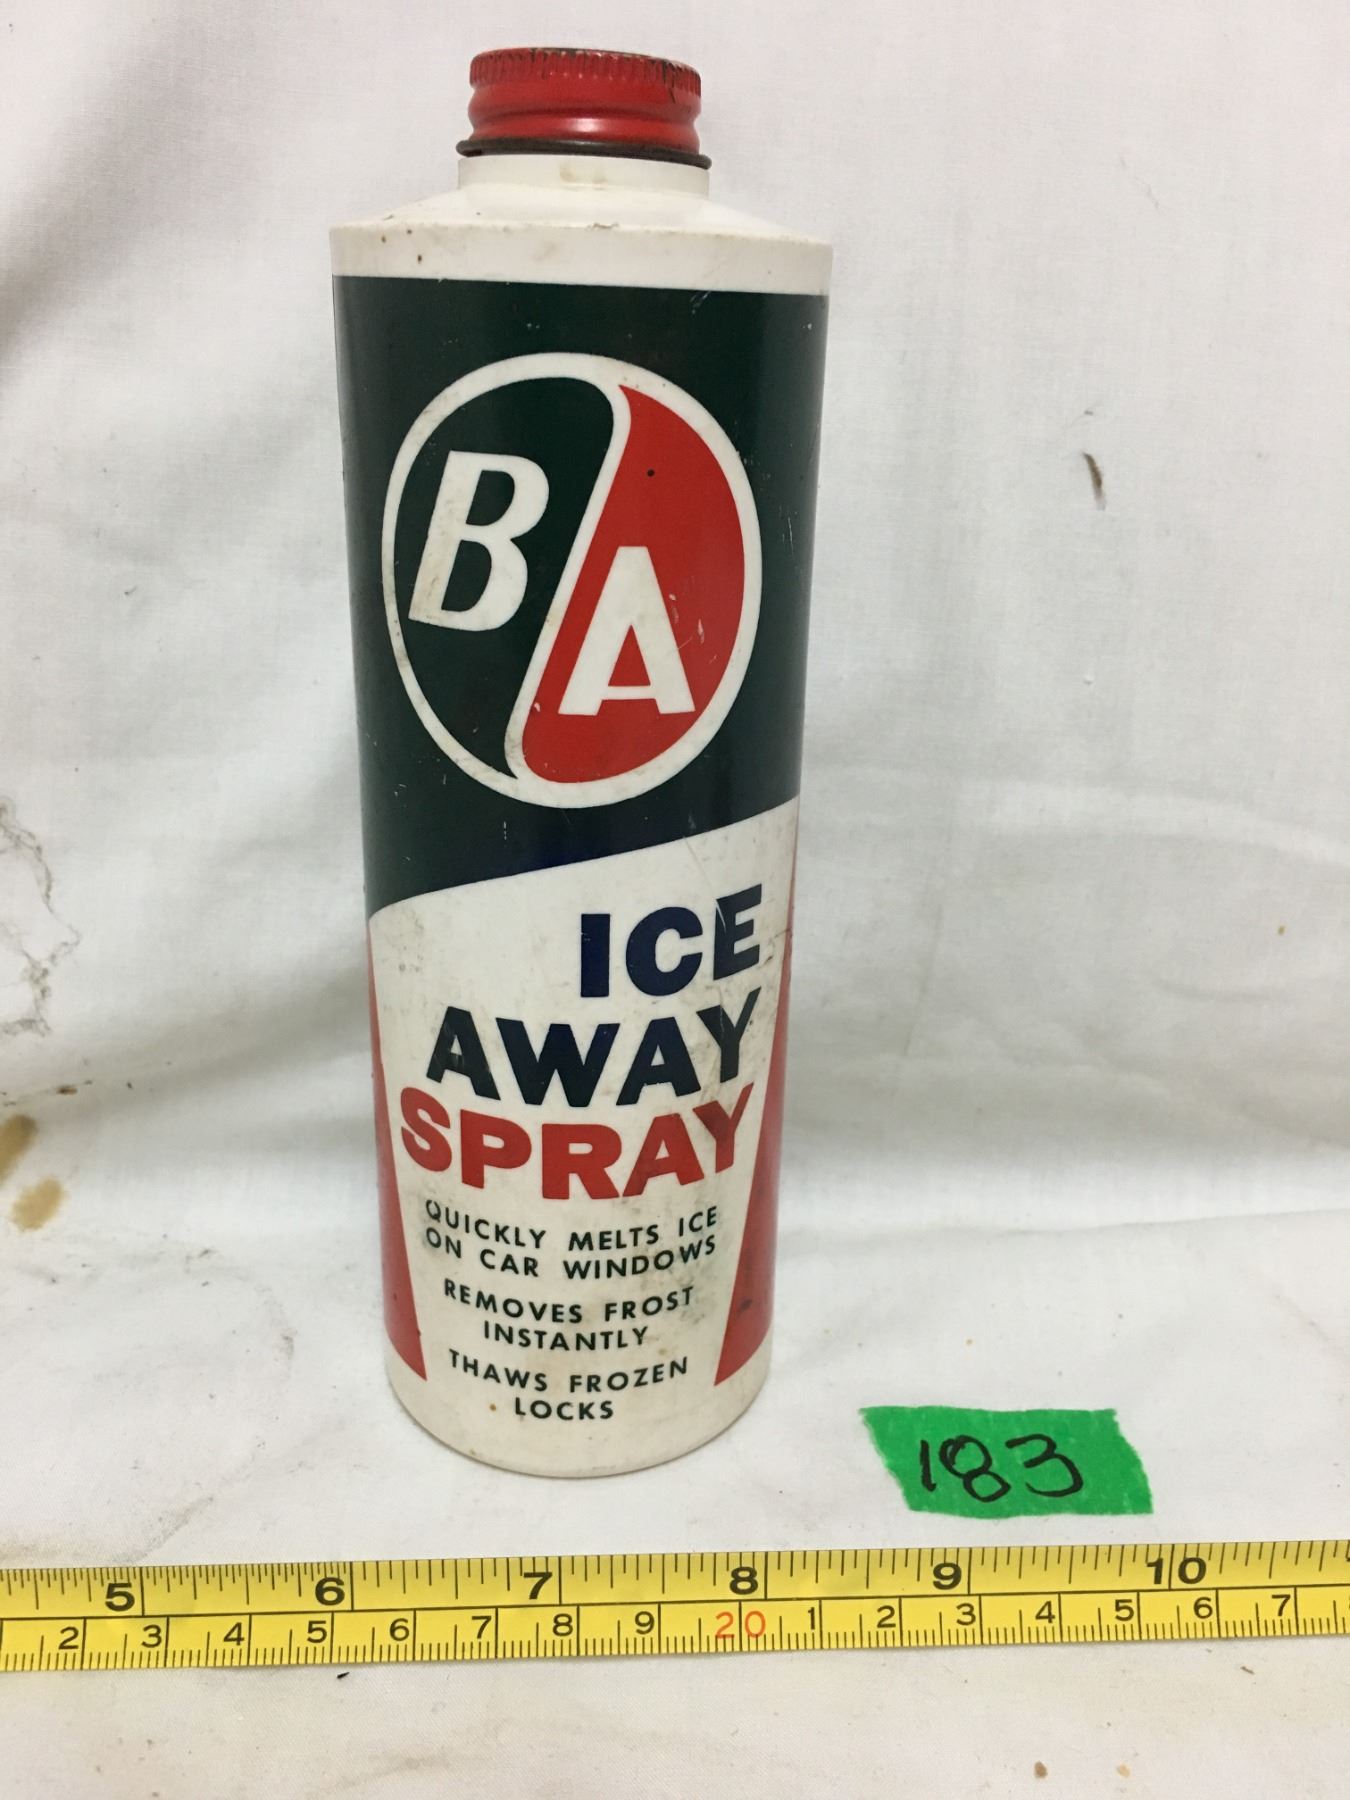 B
A
ICE
AWAY
SPRAY
QUICKLY MELTS ICE
ON CAR WINDOWS
REMOVES FROST
INSTANTLY
THAWS FROZEN
LOCKS
183
5 6 7 8 9 10
2 3 4 5 6 7 8 9 20 1 2 3 4 5 6 7